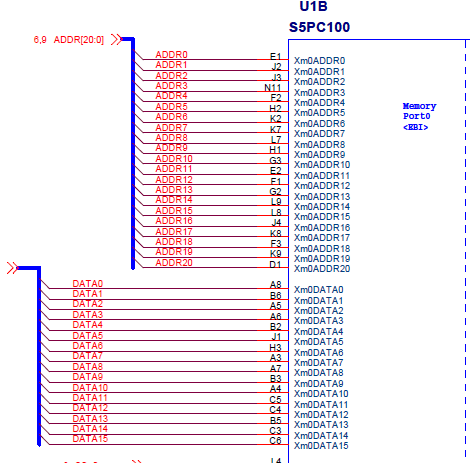 U1B
S5PC100
6,9 ADDR[20:0]
ADDR0 E1 Xm0ADDR0
ADDR1 J2 Xm0ADDR1
ADDR2 J3 Xm0ADDR2
ADDR3 N11 Xm0ADDR3
ADDR4 F2 Xm0ADDR4
ADDR5 H2 Xm0ADDR5
ADDR6 K2 Xm0ADDR6
ADDR7 K7 Xm0ADDR7
ADDR8 L7 Xm0ADDR8
ADDR9 H1 Xm0ADDR9
ADDR10 G3 Xm0ADDR10
ADDR11 E2 Xm0ADDR11
ADDR12 F1 Xm0ADDR12
ADDR13 G2 Xm0ADDR13
ADDR14 L9 Xm0ADDR14
ADDR15 L8 Xm0ADDR15
ADDR16 J4 Xm0ADDR16
ADDR17 K8 Xm0ADDR17
ADDR18 F3 Xm0ADDR18
ADDR19 K9 Xm0ADDR19
ADDR20 D1 Xm0ADDR20
Memory
Port0
<EBI>
DATA0 A8 Xm0DATA0
DATA1 B6 Xm0DATA1
DATA2 A5 Xm0DATA2
DATA3 A6 Xm0DATA3
DATA4 B2 Xm0DATA4
DATA5 J1 Xm0DATA5
DATA6 H3 Xm0DATA6
DATA7 A3 Xm0DATA7
DATA8 A7 Xm0DATA8
DATA9 B3 Xm0DATA9
DATA10 A4 Xm0DATA10
DATA11 C5 Xm0DATA11
DATA12 C4 Xm0DATA12
DATA13 B5 Xm0DATA13
DATA14 C3 Xm0DATA14
DATA15 C6 Xm0DATA15
L4